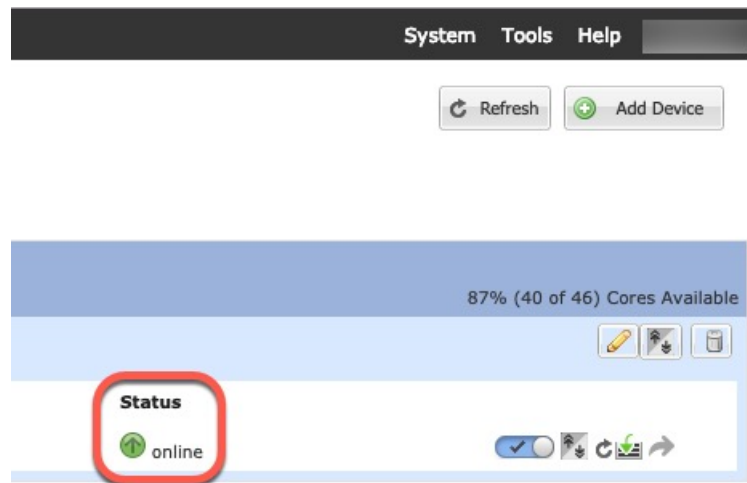 System Tools Help
Refresh Add Device
87% (40 of 46) Cores Available
Status
online